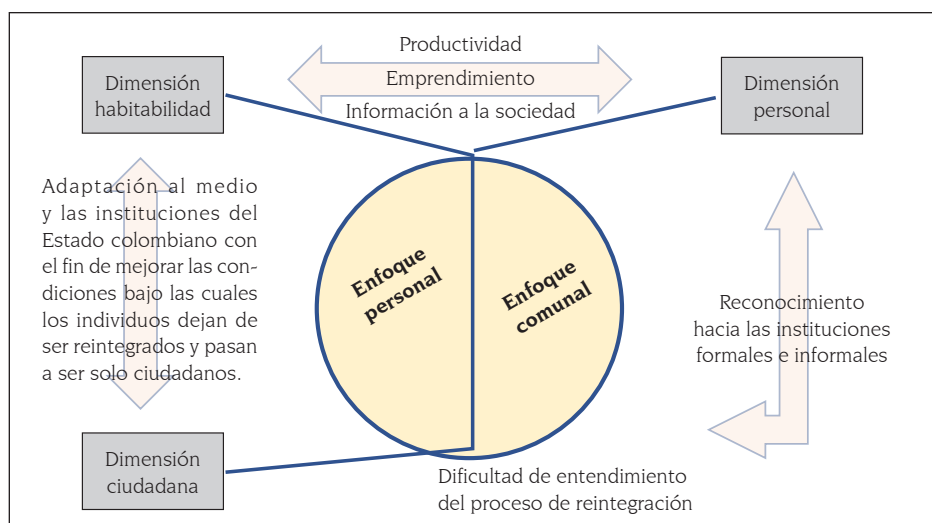 Productividad
Dimensión
habitabilidad
Emprendimiento
Dimensión
personal
Información a la sociedad
Adaptación al medio
y las instituciones del
Estado colombiano con
el fin de mejorar las con-
diciones bajo las cuales
los individuos dejan de
ser reintegrados y pasan
a ser solo ciudadanos.
Enfoque
personal
Enfoque
comunal
Reconocimiento
hacia las instituciones
formales e informales
Dimensión
ciudadana
Dificultad de entendimiento
del proceso de reintegración